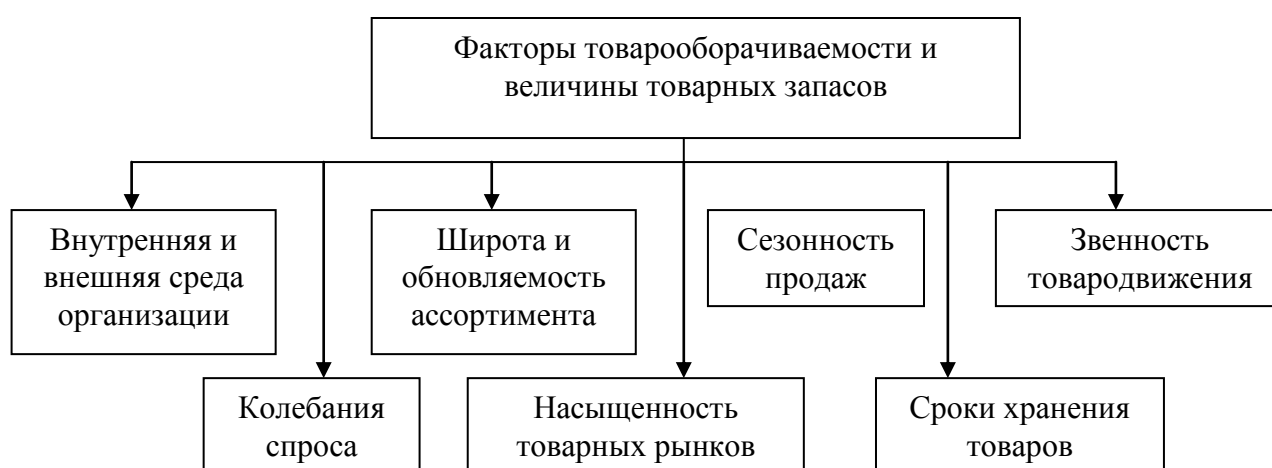 Факторы товарооборачиваемости и
величины товарных запасов
Внутренняя и
внешняя среда
организации
Широта и
обновляемость
ассортимента
Сезонность
продаж
Звенность
товародвижения
Колебания
спроса
Насыщенность
товарных рынков
Сроки хранения
товаров